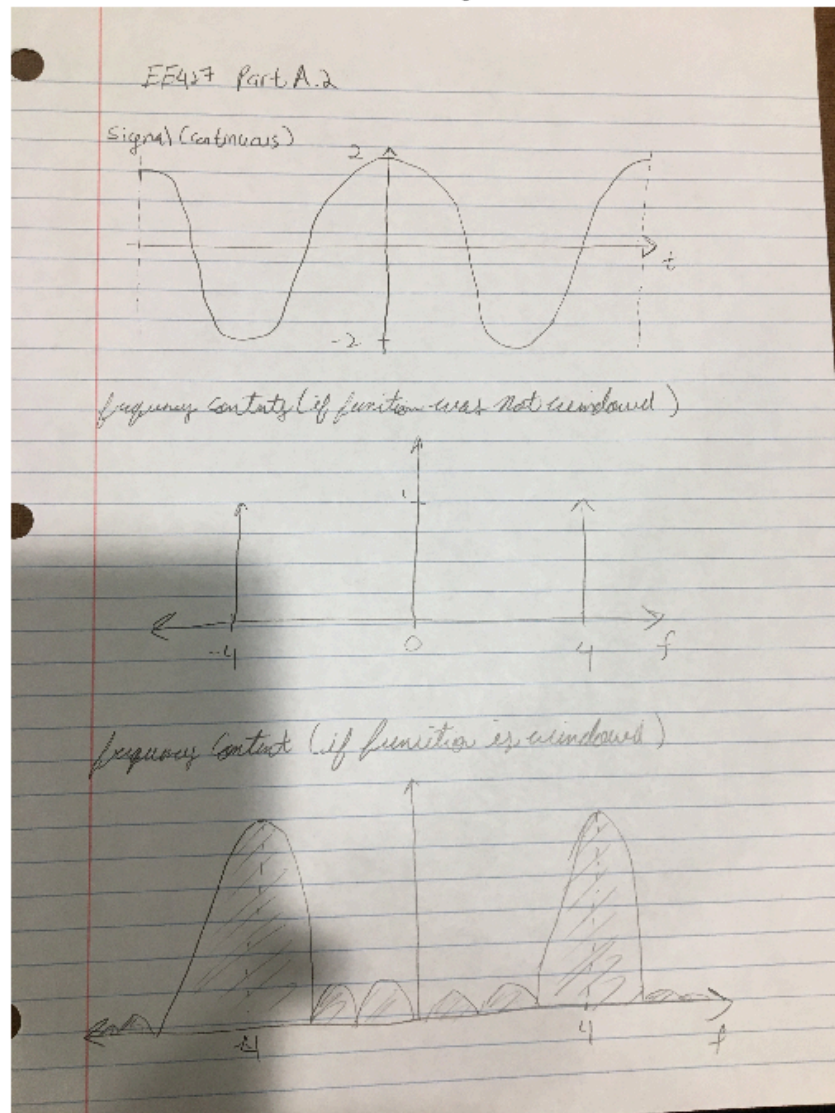 EE437 Part A.2
Signal (continuous)
2
t
-2
frequency contents (if function was not windowed)
1
-4 0 4 f
frequency content (if function is windowed)
-4 4 f